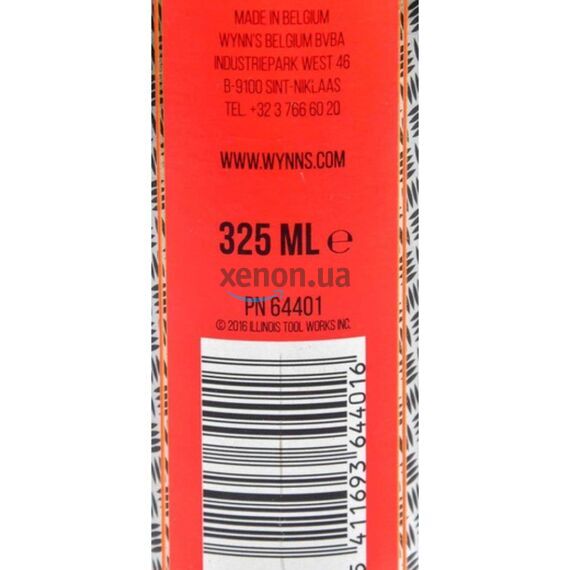 MADE IN BELGIUM
WYNN'S BELGIUM BVBA
INDUSTRIEPARK WEST 46
B-9100 SINT-NIKLAAS
TEL. +32 3 766 60 20
WWW.WYNNS.COM
325 ML ℮
xenon.ua
PN 64401
© 2016 ILLINOIS TOOL WORKS INC.
5 411693 644016